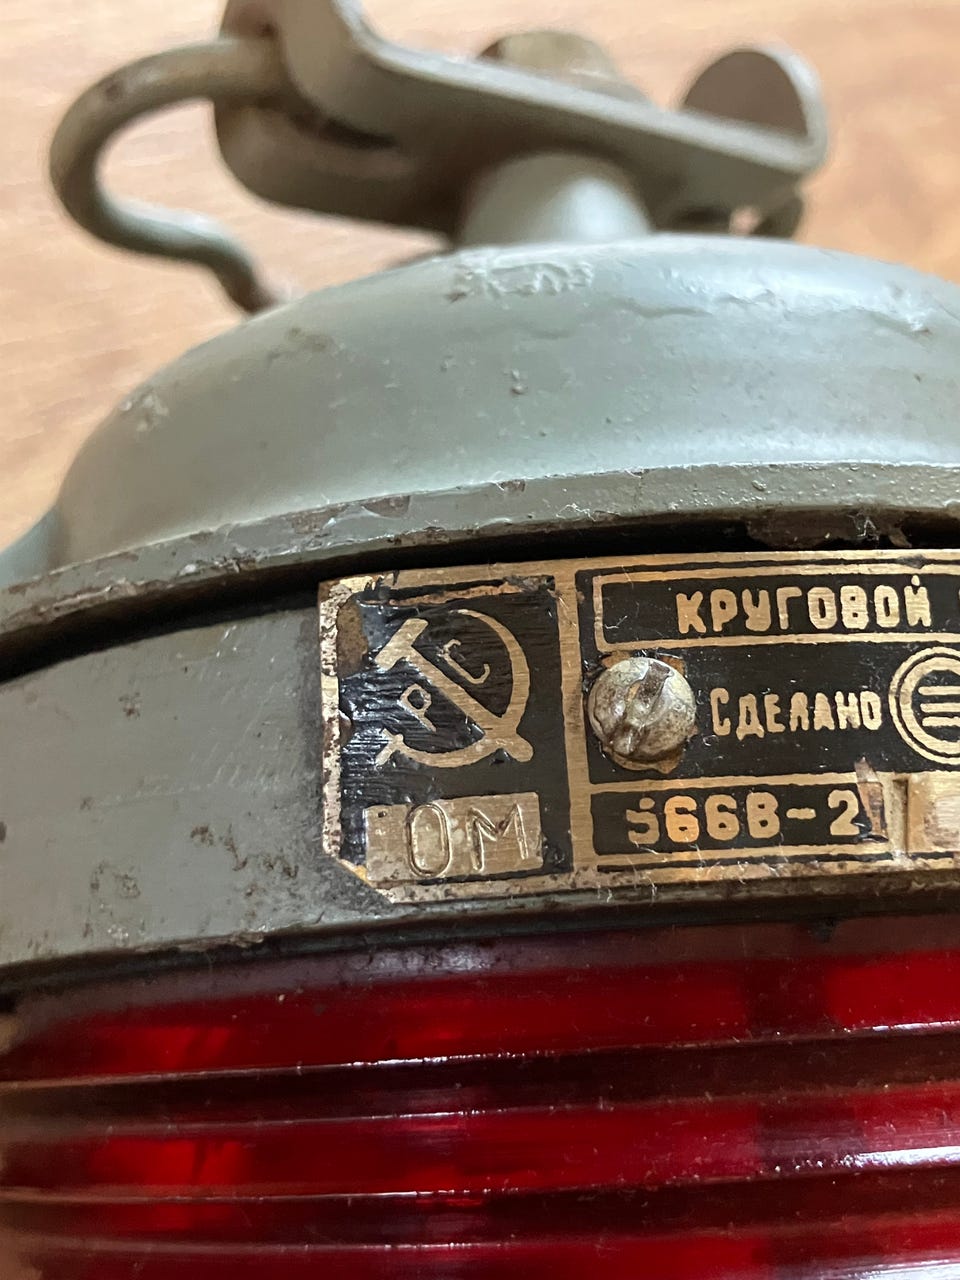 РС
ОМ
КРУГОВОЙ
СДЕЛАНО
566В-2